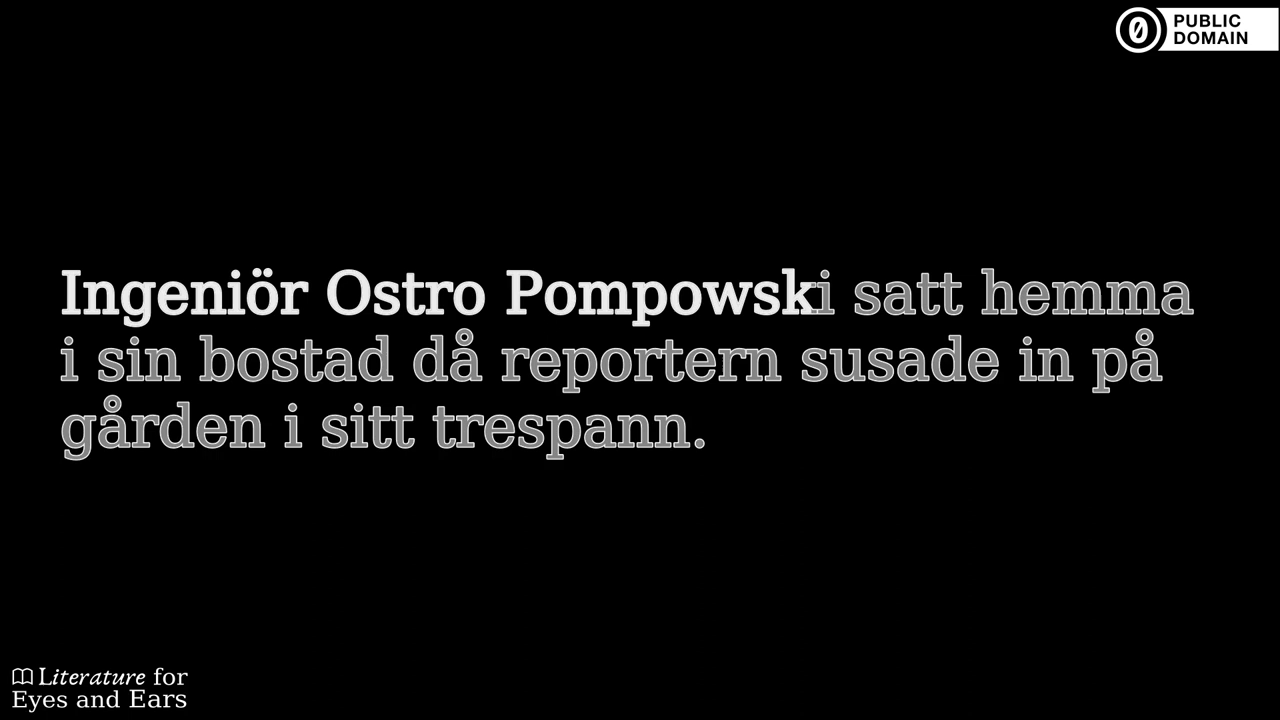 PUBLIC
DOMAIN
Ingeniör Ostro Pompowski satt hemma
i sin bostad då reportern susade in på
gården i sitt trespann.
Literature for
Eyes and Ears